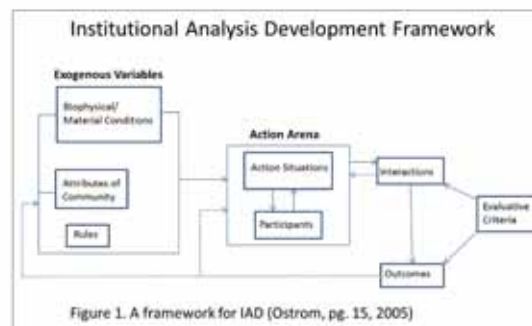 Institutional Analysis Development Framework
Exogenous Variables
Biophysical/
Material Conditions
Attributes of
Community
Rules
Action Arena
Action Situations
Participants
Interactions
Outcomes
Evaluative
Criteria
Figure 1. A framework for IAD (Ostrom, pg. 15, 2005)